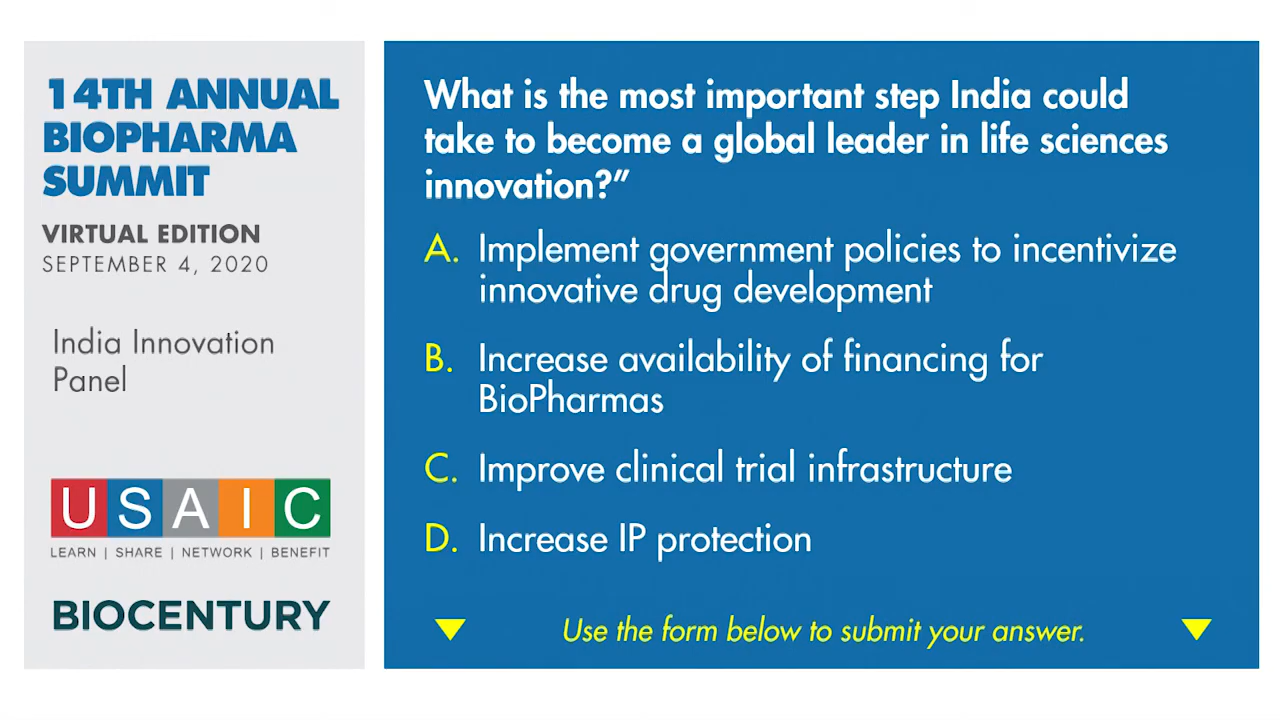 14TH ANNUAL
BIOPHARMA
SUMMIT
VIRTUAL EDITION
SEPTEMBER 4, 2020
India Innovation
Panel
USAIC
LEARN | SHARE | NETWORK | BENEFIT
BIOCENTURY
What is the most important step India could
take to become a global leader in life sciences
innovation?”
A. Implement government policies to incentivize
innovative drug development
B. Increase availability of financing for
BioPharmas
C. Improve clinical trial infrastructure
D. Increase IP protection
Use the form below to submit your answer.